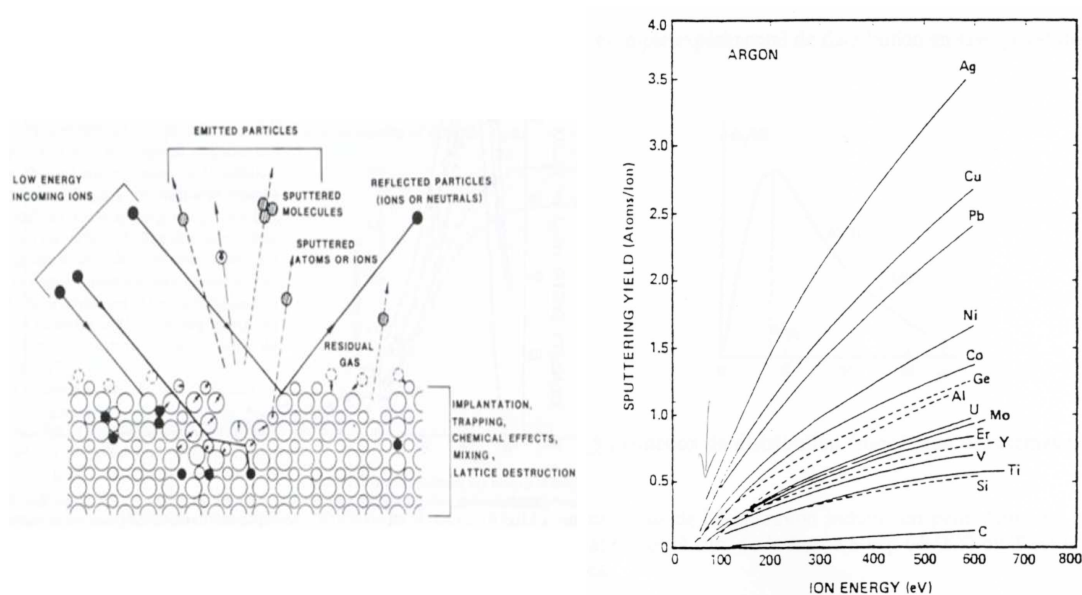 EMITTED PARTICLES
LOW ENERGY
INCOMING IONS
SPUTTERED
MOLECULES
REFLECTED PARTICLES
(IONS OR NEUTRALS)
SPUTTERED
ATOMS OR IONS
RESIDUAL
GAS
IMPLANTATION,
TRAPPING,
CHEMICAL EFFECTS,
MIXING,
LATTICE DESTRUCTION
ARGON
SPUTTERING YIELD (Atoms/Ion)
4.0
3.5
3.0
2.5
2.0
1.5
1.0
0.5
0
Ag
Cu
Pb
Ni
Co
Ge
Al
U
Mo
Er
Y
V
Ti
Si
C
0 100 200 300 400 500 600 700 800
ION ENERGY (eV)